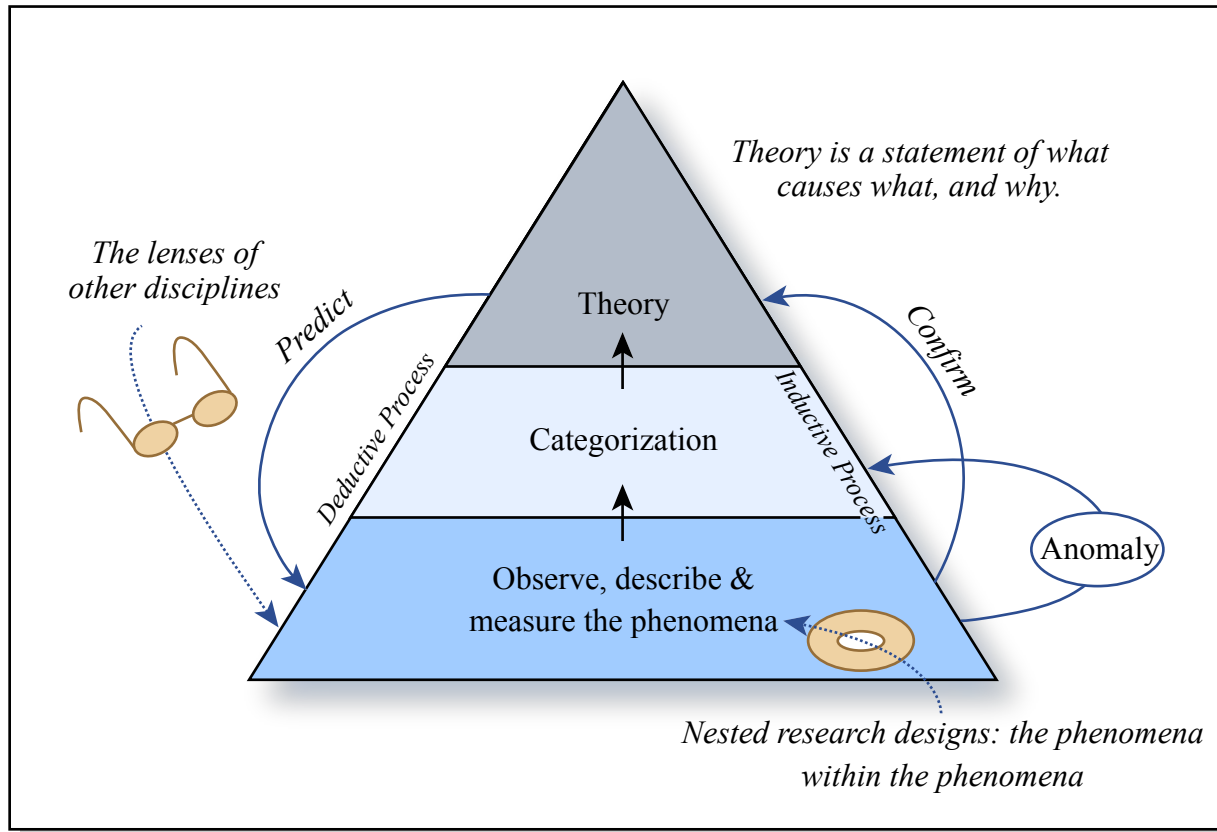 Theory is a statement of what
causes what, and why.
The lenses of
other disciplines
Predict
Theory
Confirm
Deductive Process
Inductive Process
Categorization
Anomaly
Observe, describe &
measure the phenomena
Nested research designs: the phenomena
within the phenomena